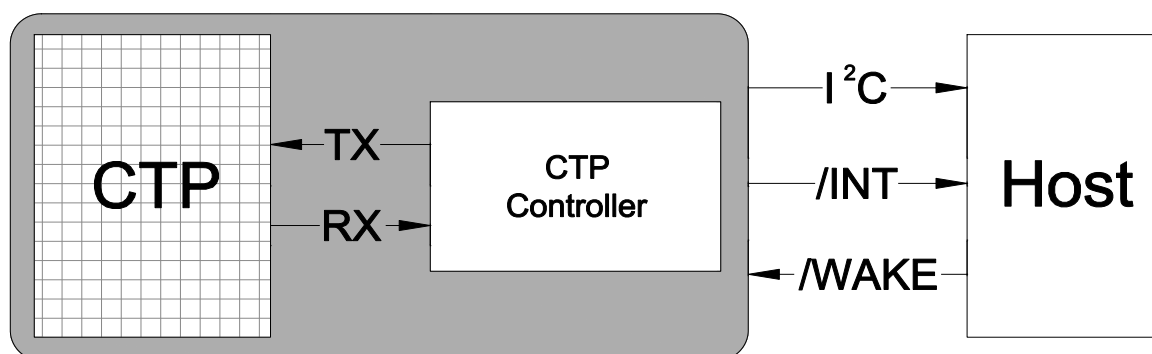 CTP
TX
RX
CTP
Controller
I²C
/INT
/WAKE
Host